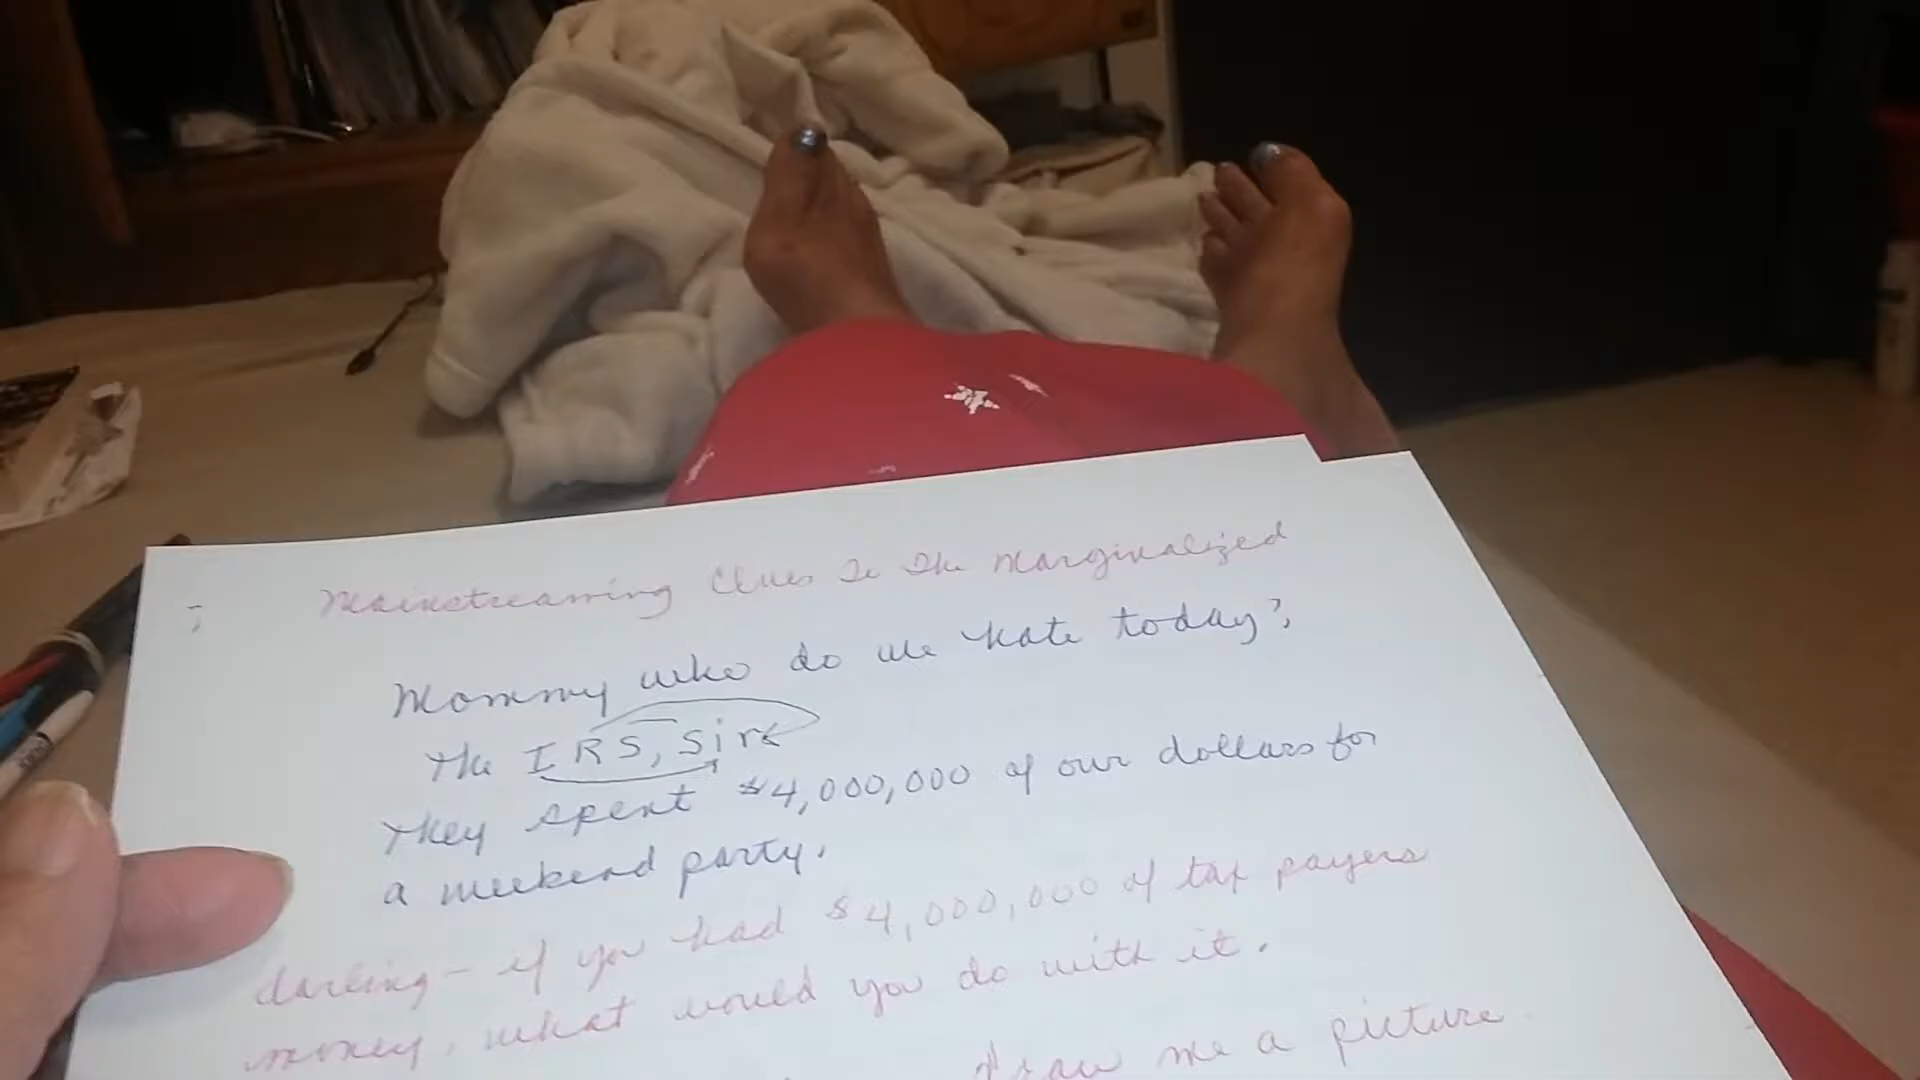 Mainstreaming Clues To The Marginalized
Mommy who do we hate today?
The IRS, Sir
They spent $4,000,000 of our dollars for
a weekend party.
darling - if you had $4,000,000 of tax payers
money, what would you do with it.
draw me a picture